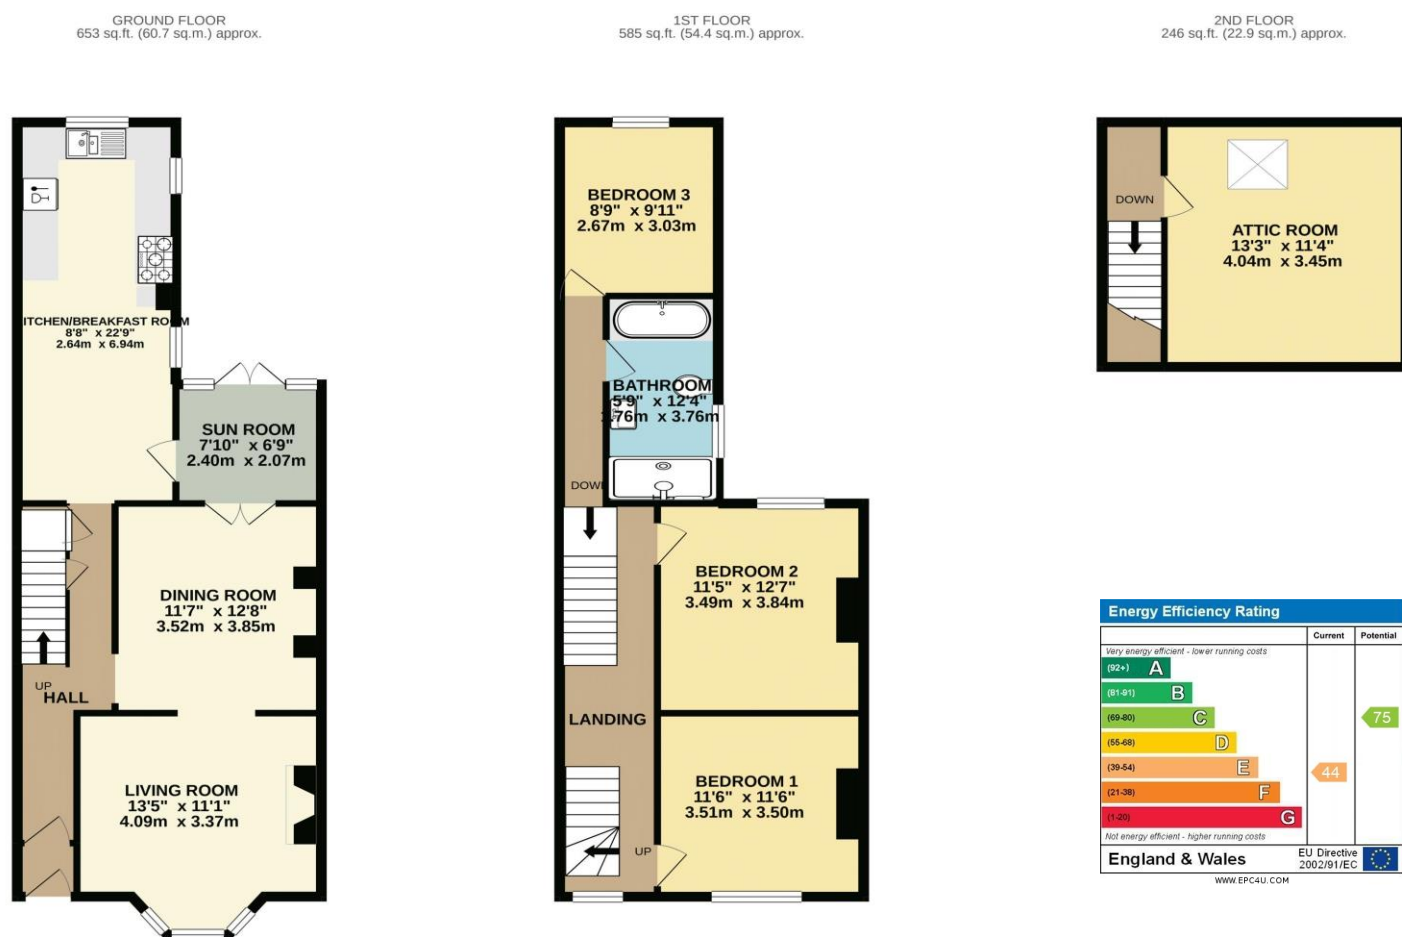 GROUND FLOOR
653 sq.ft. (60.7 sq.m.) approx.
1ST FLOOR
585 sq.ft. (54.4 sq.m.) approx.
2ND FLOOR
246 sq.ft. (22.9 sq.m.) approx.
ITCHEN/BREAKFAST ROOM
8'8" x 22'9"
2.64m x 6.94m
SUN ROOM
7'10" x 6'9"
2.40m x 2.07m
DINING ROOM
11'7" x 12'8"
3.52m x 3.85m
UP
HALL
LIVING ROOM
13'5" x 11'1"
4.09m x 3.37m
BEDROOM 3
8'9" x 9'11"
2.67m x 3.03m
BATHROOM
5'9" x 12'4"
.76m x 3.76m
DOWN
BEDROOM 2
11'5" x 12'7"
3.49m x 3.84m
LANDING
BEDROOM 1
11'6" x 11'6"
3.51m x 3.50m
UP
DOWN
ATTIC ROOM
13'3" x 11'4"
4.04m x 3.45m
Energy Efficiency Rating
Current Potential
Very energy efficient - lower running costs
(92+) A
(81-91) B
(69-80) C
75
(55-68) D
(39-54) E
44
(21-38) F
(1-20) G
Not energy efficient - higher running costs
England & Wales
EU Directive
2002/91/EC
WWW.EPC4U.COM